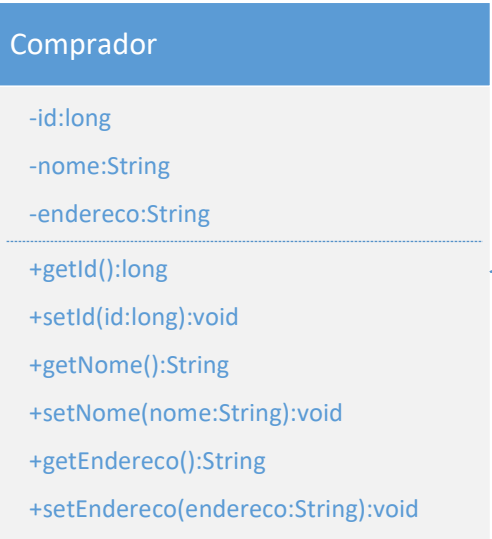 Comprador
-id:long
-nome:String
-endereco:String
+getId():long
+setId(id:long):void
+getNome():String
+setNome(nome:String):void
+getEndereco():String
+setEndereco(endereco:String):void